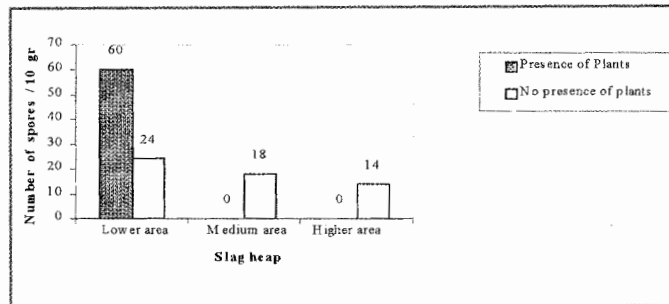 Number of spores /10 gr
70
60
50
40
30
20
10
0
60
24
0
18
0
14
Lower area
Medium area
Higher area
Slag heap
Presence of Plants
No presence of plants